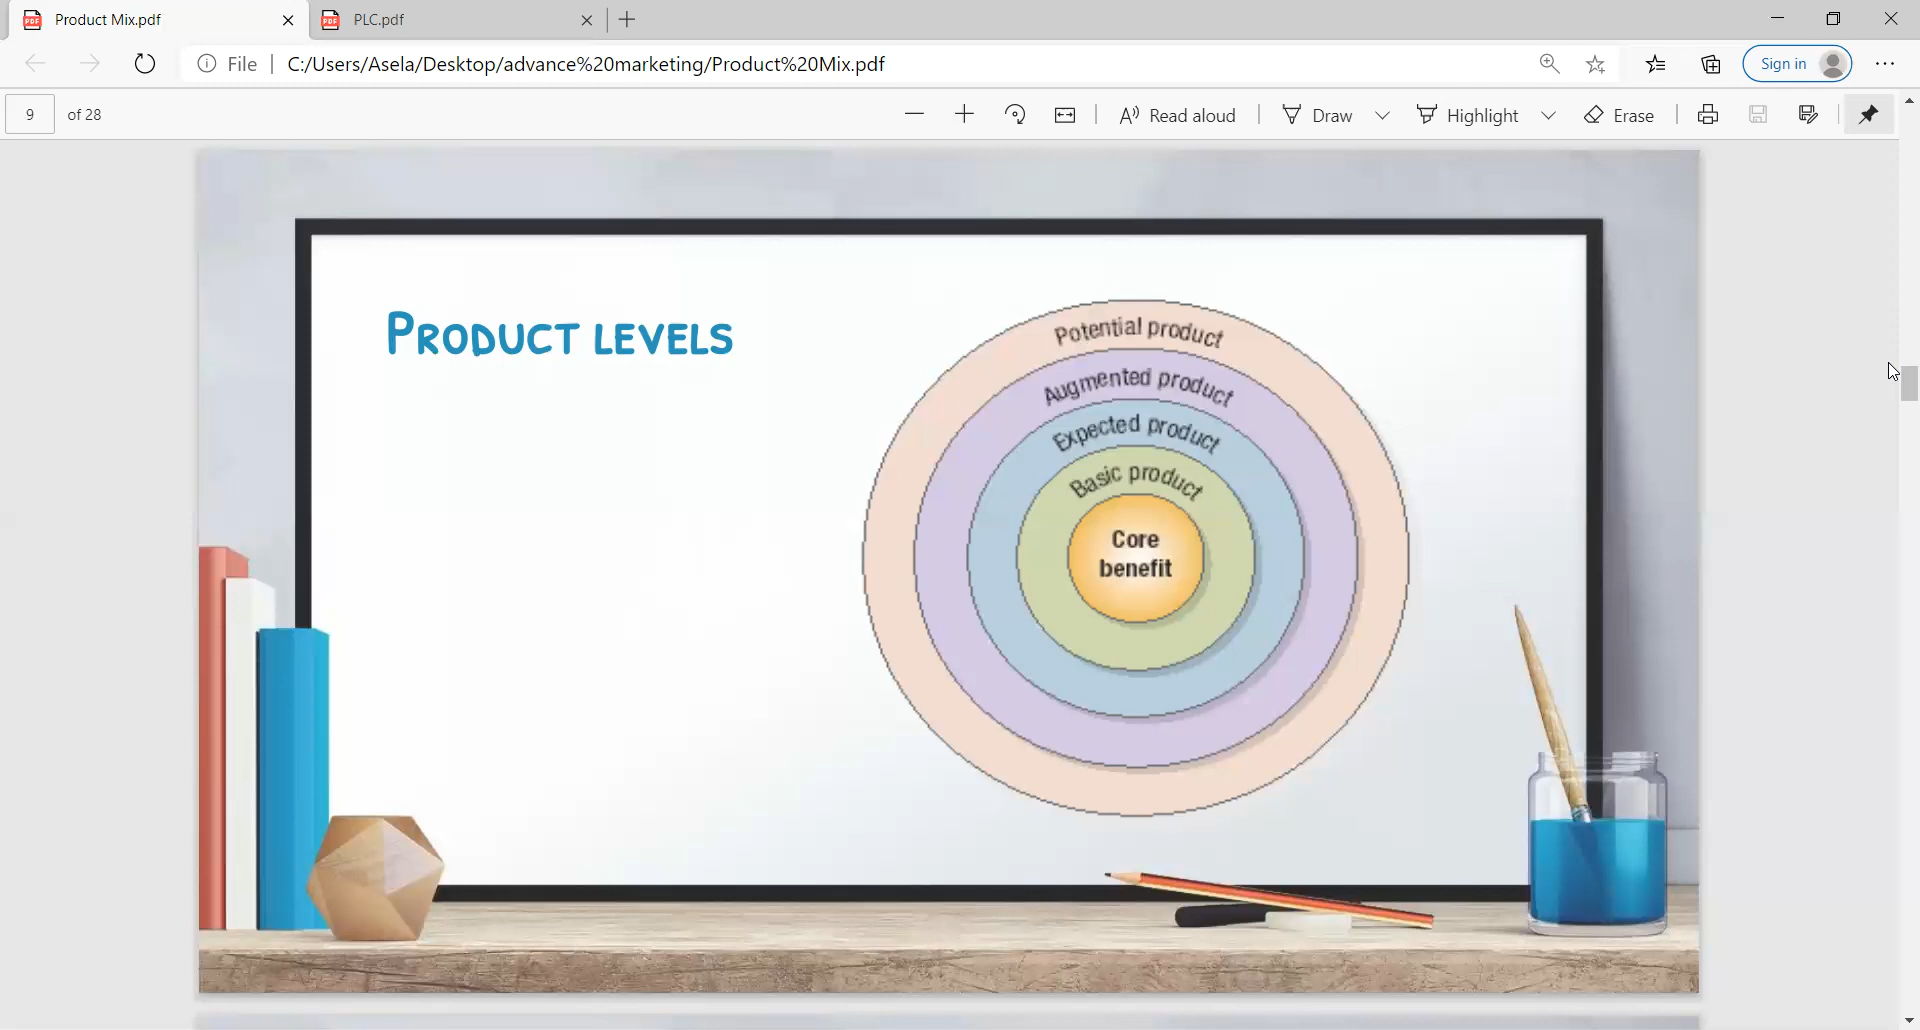 Product Mix.pdf
PLC.pdf
File
C:/Users/Asela/Desktop/advance%20marketing/Product%20Mix.pdf
Sign in
9 of 28
Read aloud
Draw
Highlight
Erase
PRODUCT LEVELS
Potential product
Augmented product
Expected product
Basic product
Core
benefit